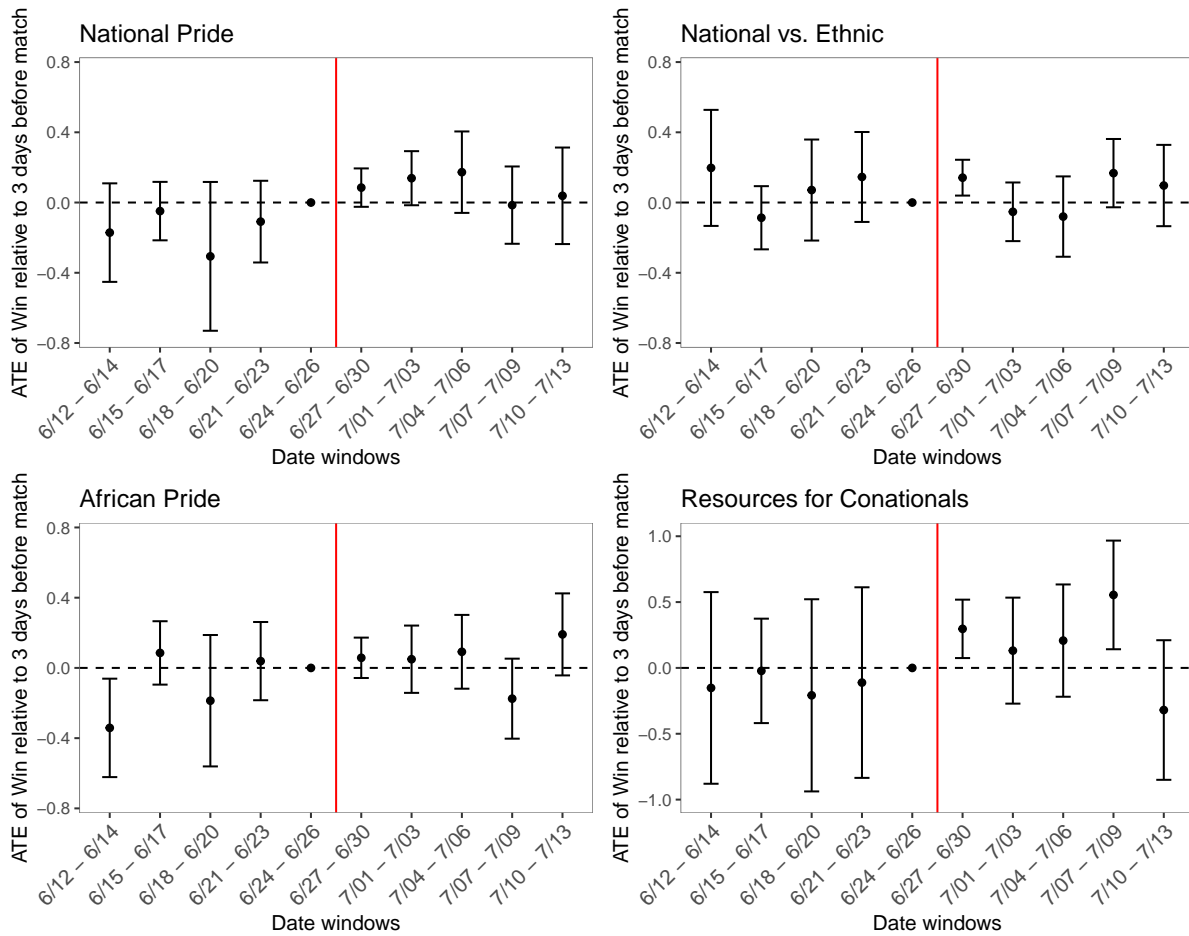 National Pride
ATE of Win relative to 3 days before match
0.8
0.4
0.0
−0.4
−0.8
6/12 − 6/14
6/15 − 6/17
6/18 − 6/20
6/21 − 6/23
6/24 − 6/26
6/27 − 6/30
7/01 − 7/03
7/04 − 7/06
7/07 − 7/09
7/10 − 7/13
Date windows
National vs. Ethnic
ATE of Win relative to 3 days before match
0.8
0.4
0.0
−0.4
−0.8
6/12 − 6/14
6/15 − 6/17
6/18 − 6/20
6/21 − 6/23
6/24 − 6/26
6/27 − 6/30
7/01 − 7/03
7/04 − 7/06
7/07 − 7/09
7/10 − 7/13
Date windows
African Pride
ATE of Win relative to 3 days before match
0.8
0.4
0.0
−0.4
−0.8
6/12 − 6/14
6/15 − 6/17
6/18 − 6/20
6/21 − 6/23
6/24 − 6/26
6/27 − 6/30
7/01 − 7/03
7/04 − 7/06
7/07 − 7/09
7/10 − 7/13
Date windows
Resources for Conationals
ATE of Win relative to 3 days before match
1.0
0.5
0.0
−0.5
−1.0
6/12 − 6/14
6/15 − 6/17
6/18 − 6/20
6/21 − 6/23
6/24 − 6/26
6/27 − 6/30
7/01 − 7/03
7/04 − 7/06
7/07 − 7/09
7/10 − 7/13
Date windows